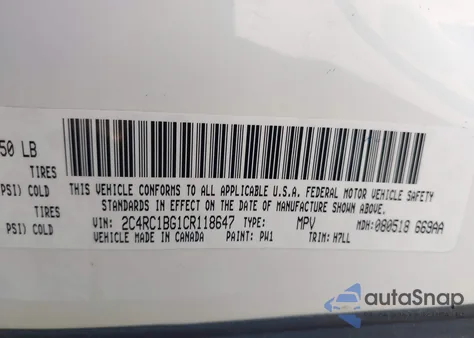 50 LB
TIRES
PSI) COLD
TIRES
PSI) COLD
THIS VEHICLE CONFORMS TO ALL APPLICABLE U.S.A. FEDERAL MOTOR VEHICLE SAFETY
STANDARDS IN EFFECT ON THE DATE OF MANUFACTURE SHOWN ABOVE.
VIN: 2C4RC1BG1CR118647 TYPE: MPV MDH: 080518 669AA
VEHICLE MADE IN CANADA PAINT: PW1 TRIM: H7LL
autoSnap